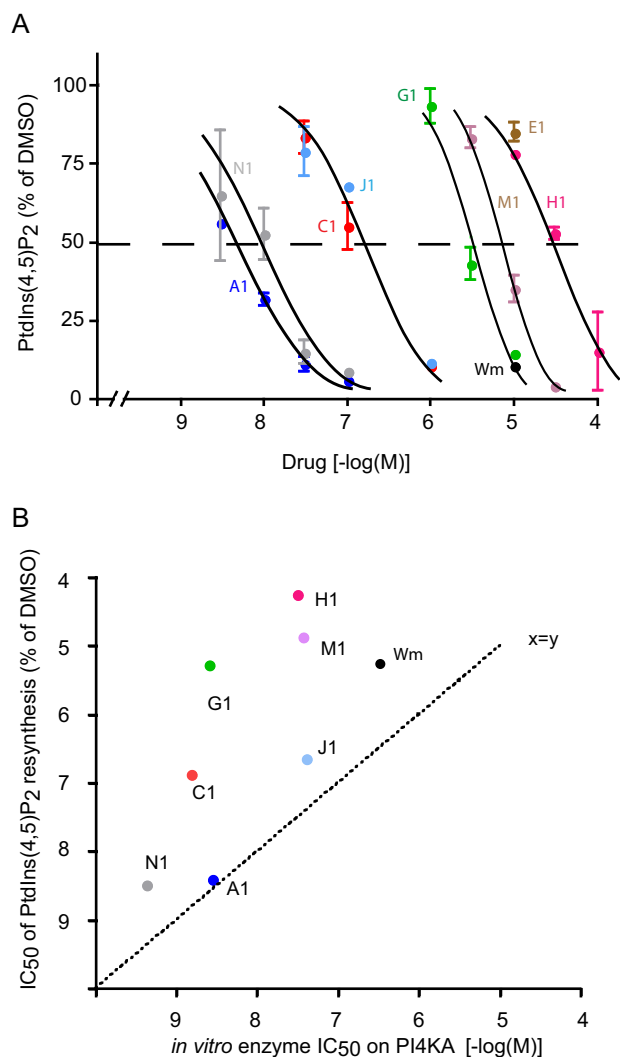 A
PtdIns(4,5)P2 (% of DMSO)
100
75
50
25
0
N1
A1
J1
C1
G1
M1
E1
H1
Wm
9 8 7 6 5 4
Drug [-log(M)]
B
IC50 of PtdIns(4,5)P2 resynthesis (% of DMSO)
4
5
6
7
8
9
H1
M1
Wm
x=y
G1
J1
C1
N1
A1
9 8 7 6 5 4
in vitro enzyme IC50 on PI4KA [-log(M)]